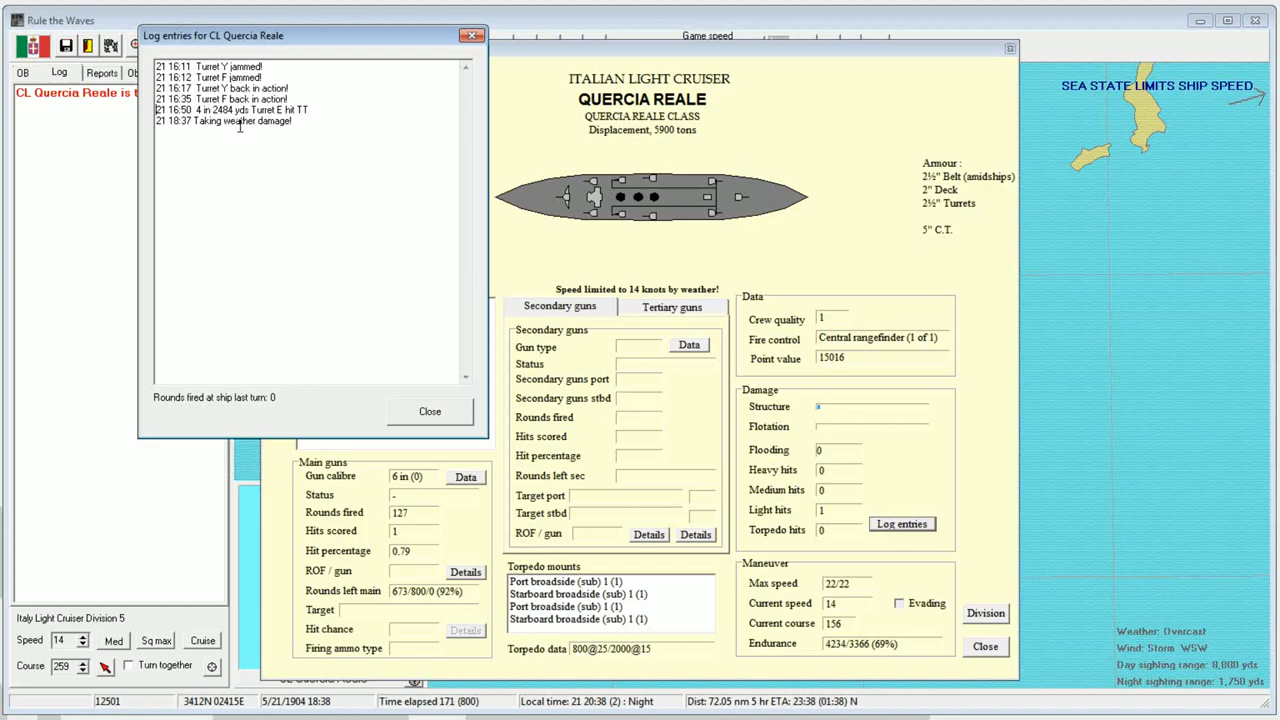 Rule the Waves
Log entries for CL Quercia Reale
Game speed
OB
Log
Reports
CL Quercia Reale is t
21 16:11 Turret Y jammed!
21 16:12 Turret F jammed!
21 16:17 Turret Y back in action!
21 16:35 Turret F back in action!
21 16:50 4 in 2484 yds Turret E hit TT
21 18:37 Taking weather damage!
Rounds fired at ship last turn: 0
Close
ITALIAN LIGHT CRUISER
QUERCIA REALE
QUERCIA REALE CLASS
Displacement, 5900 tons
Armour :
2½" Belt (amidships)
2" Deck
2½" Turrets
5" C.T.
SEA STATE LIMITS SHIP SPEED
Speed limited to 14 knots by weather!
Secondary guns
Tertiary guns
Secondary guns
Gun type
Data
Status
Secondary guns port
Secondary guns stbd
Rounds fired
Hits scored
Hit percentage
Rounds left sec
Target port
Target stbd
ROF / gun
Details
Details
Data
Crew quality 1
Fire control Central rangefinder (1 of 1)
Point value 15016
Damage
Structure
Flotation
Flooding 0
Heavy hits 0
Medium hits 0
Light hits 1
Log entries
Torpedo hits 0
Main guns
Gun calibre 6 in (0) Data
Status -
Rounds fired 127
Hits scored 1
Hit percentage 0.79
ROF / gun Details
Rounds left main 673/800/0 (92%)
Target
Hit chance Details
Firing ammo type
Torpedo mounts
Port broadside (sub) 1 (1)
Starboard broadside (sub) 1 (1)
Port broadside (sub) 1 (1)
Starboard broadside (sub) 1 (1)
Torpedo data 800@25/2000@15
Maneuver
Max speed 22/22
Current speed 14 Evading
Division
Current course 156
Endurance 4234/3366 (69%)
Close
Italy Light Cruiser Division 5
Speed 14 Med Sq max Cruise
Course 259 Turn together
Weather: Overcast
Wind: Storm WSW
Day sighting range: 8,800 yds
Night sighting range: 1,750 yds
12501
3412N 02415E
5/21/1904 18:38
Time elapsed 171 (800)
Local time: 21 20:38 (2) : Night
Dist: 72.05 nm 5 hr ETA: 23:38 (01:38) N